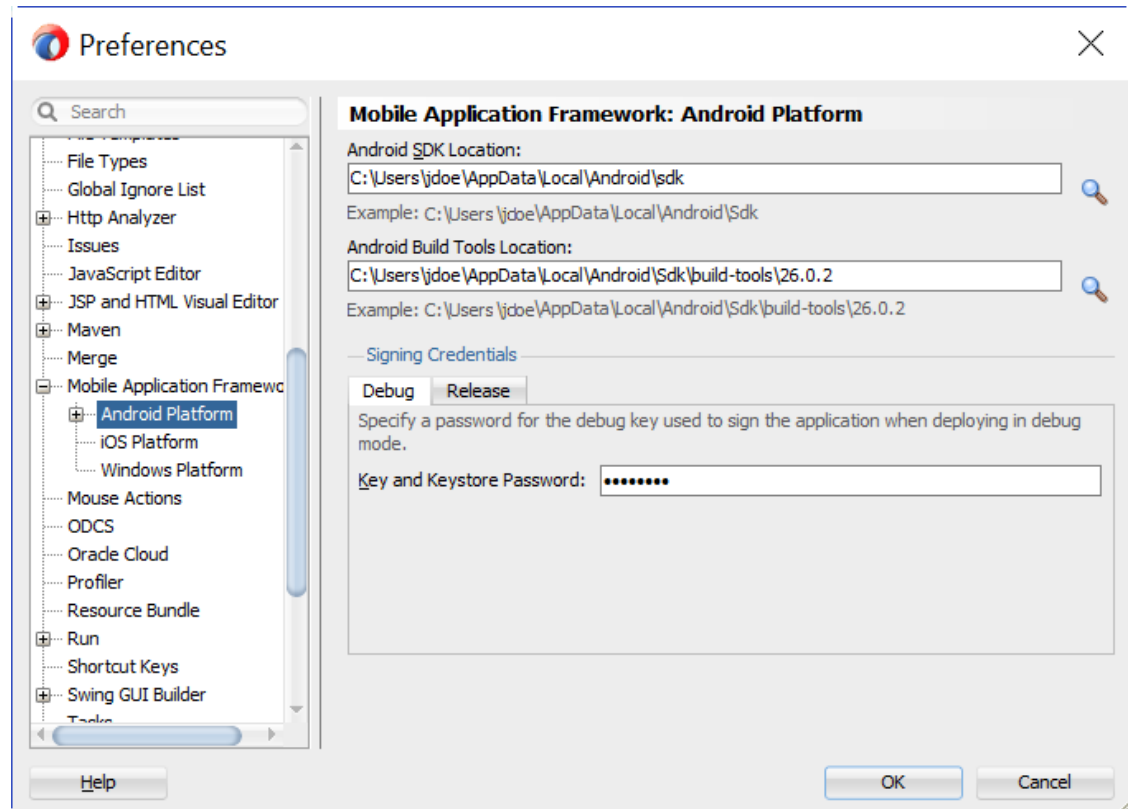 Preferences
Search
File Templates
File Types
Global Ignore List
Http Analyzer
Issues
JavaScript Editor
JSP and HTML Visual Editor
Maven
Merge
Mobile Application Framewo
Android Platform
iOS Platform
Windows Platform
Mouse Actions
ODCS
Oracle Cloud
Profiler
Resource Bundle
Run
Shortcut Keys
Swing GUI Builder
Tasks
Mobile Application Framework: Android Platform
Android SDK Location:
C:\Users\jdoe\AppData\Local\Android\sdk
Example: C:\Users\jdoe\AppData\Local\Android\Sdk
Android Build Tools Location:
C:\Users\jdoe\AppData\Local\Android\Sdk\build-tools\26.0.2
Example: C:\Users\jdoe\AppData\Local\Android\Sdk\build-tools\26.0.2
Signing Credentials
Debug Release
Specify a password for the debug key used to sign the application when deploying in debug
mode.
Key and Keystore Password: ••••••••
Help OK Cancel